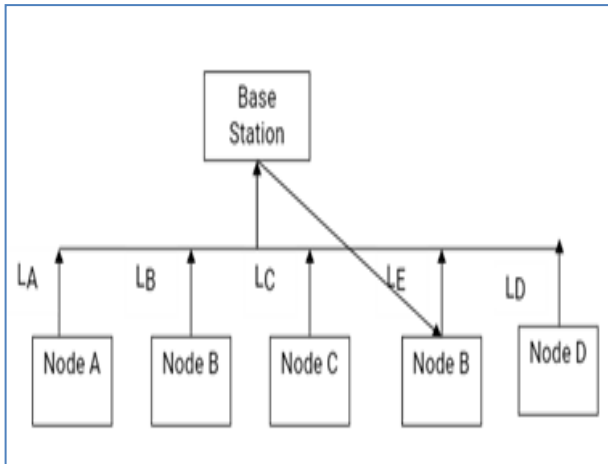 Base
Station
LA
LB
LC
LE
LD
Node A
Node B
Node C
Node B
Node D